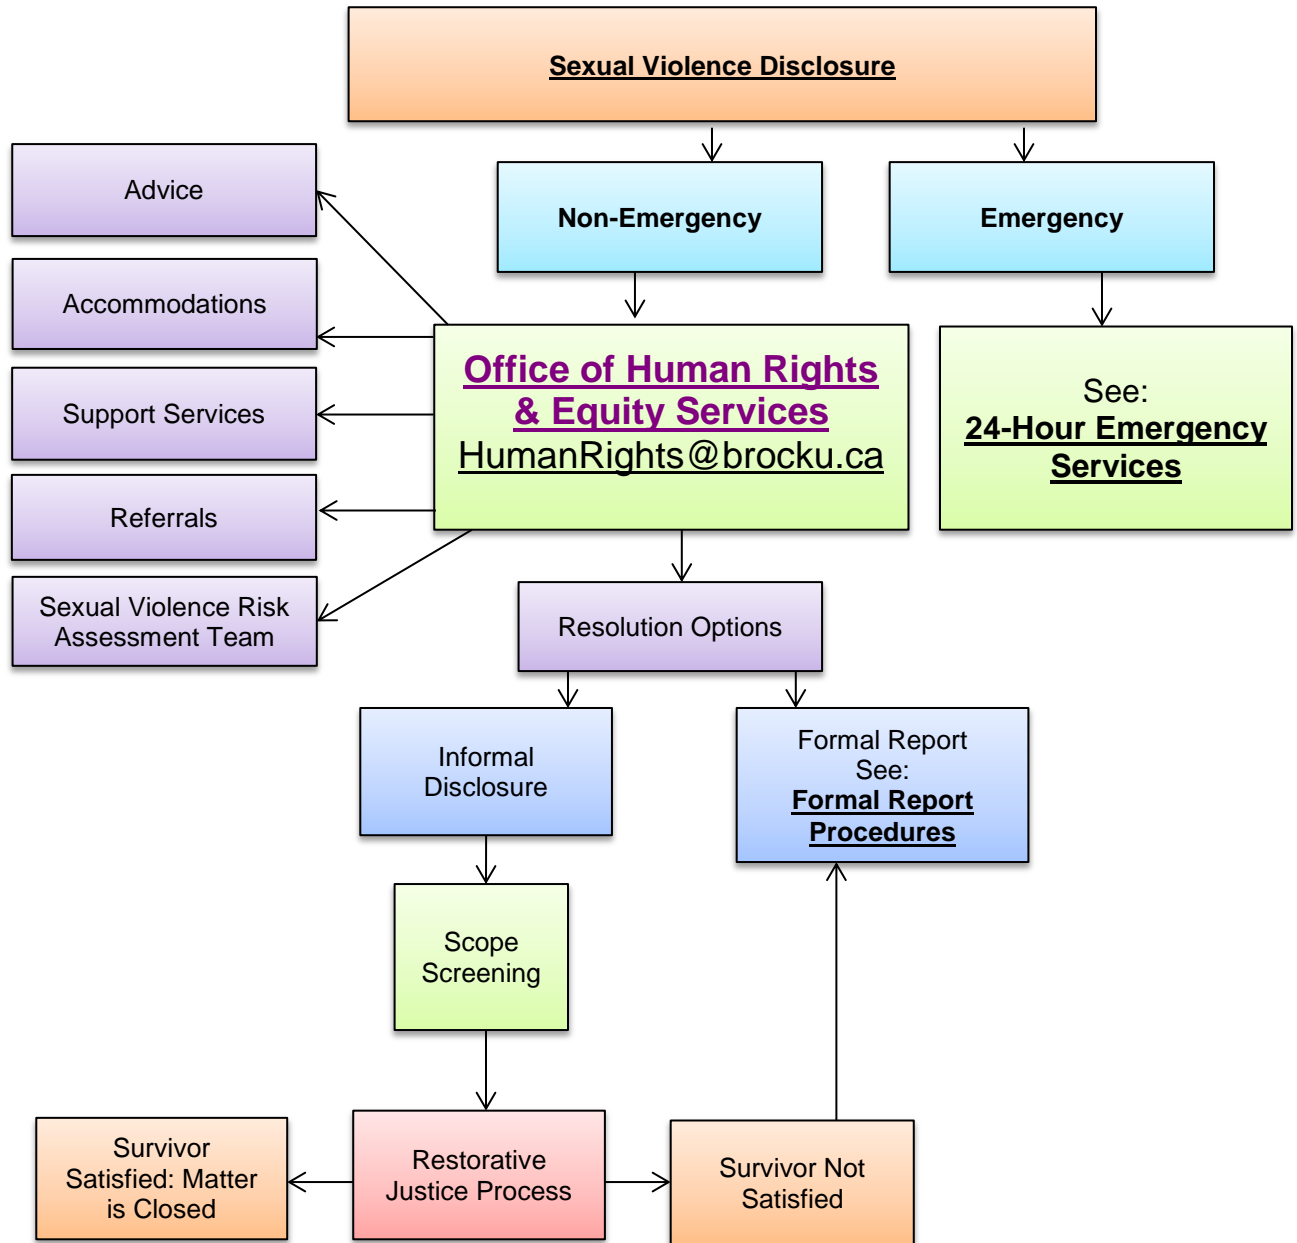 Sexual Violence Disclosure
Advice
Non-Emergency
Emergency
Accommodations
Office of Human Rights
& Equity Services
HumanRights@brocku.ca
See:
24-Hour Emergency
Services
Support Services
Referrals
Sexual Violence Risk
Assessment Team
Resolution Options
Informal
Disclosure
Formal Report
See:
Formal Report
Procedures
Scope
Screening
Survivor
Satisfied: Matter
is Closed
Restorative
Justice Process
Survivor Not
Satisfied